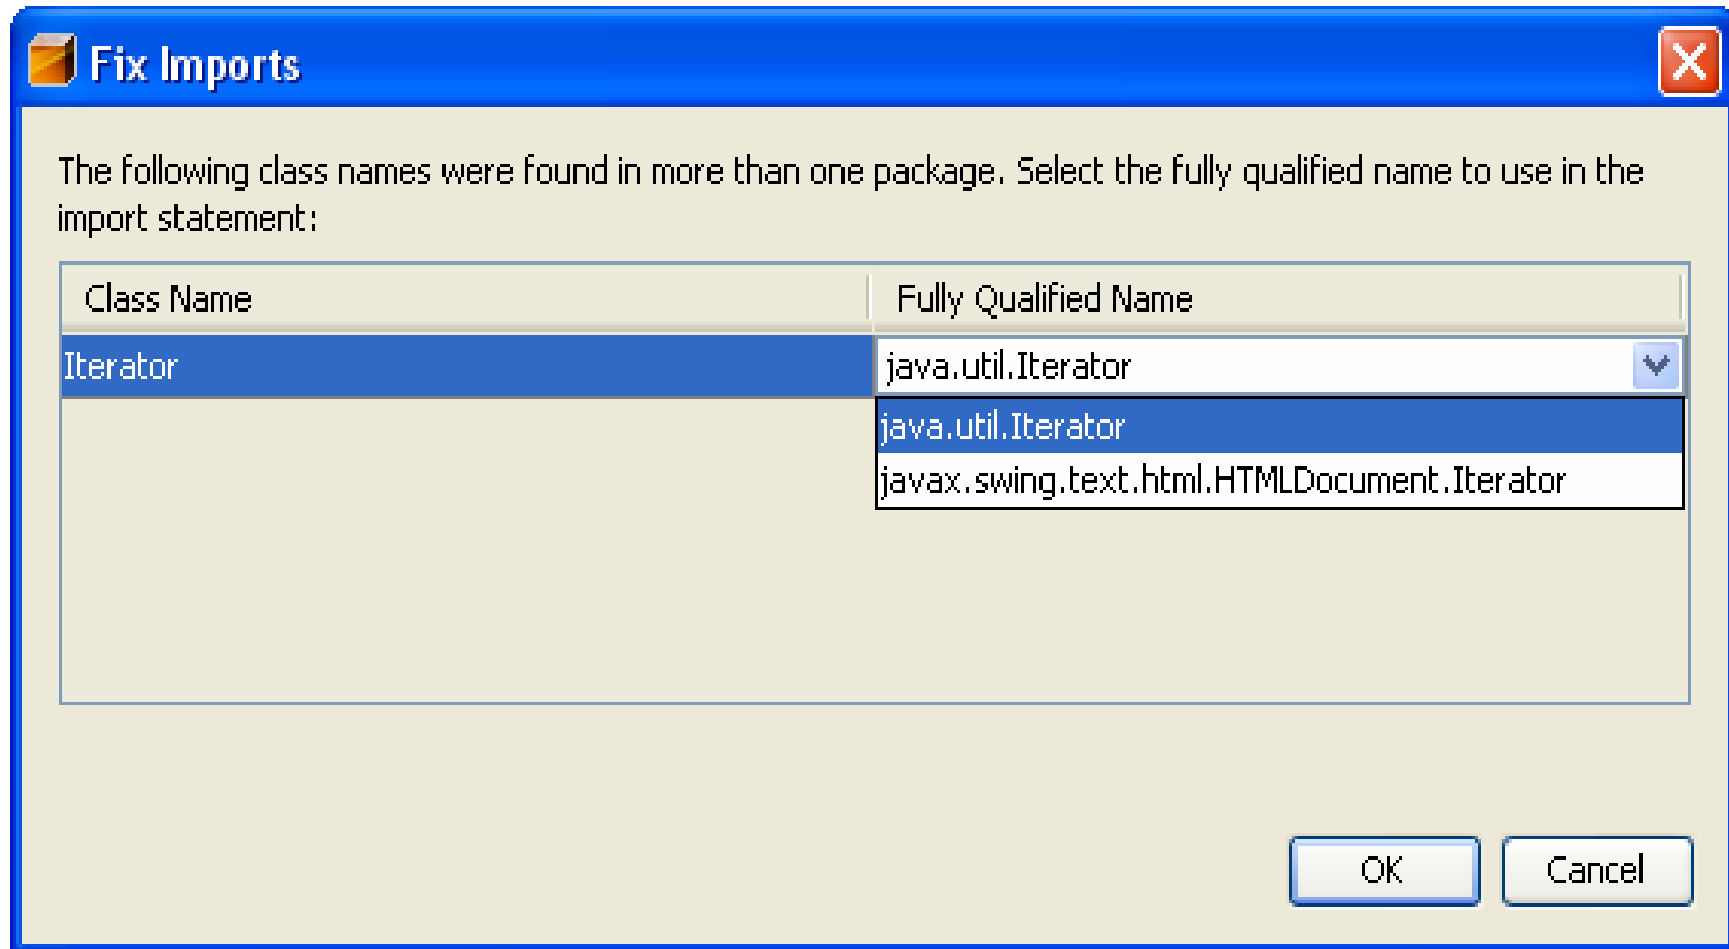 Fix Imports
The following class names were found in more than one package. Select the fully qualified name to use in the
import statement:
Class Name Fully Qualified Name
Iterator java.util.Iterator
java.util.Iterator
javax.swing.text.html.HTMLDocument.Iterator
OK Cancel